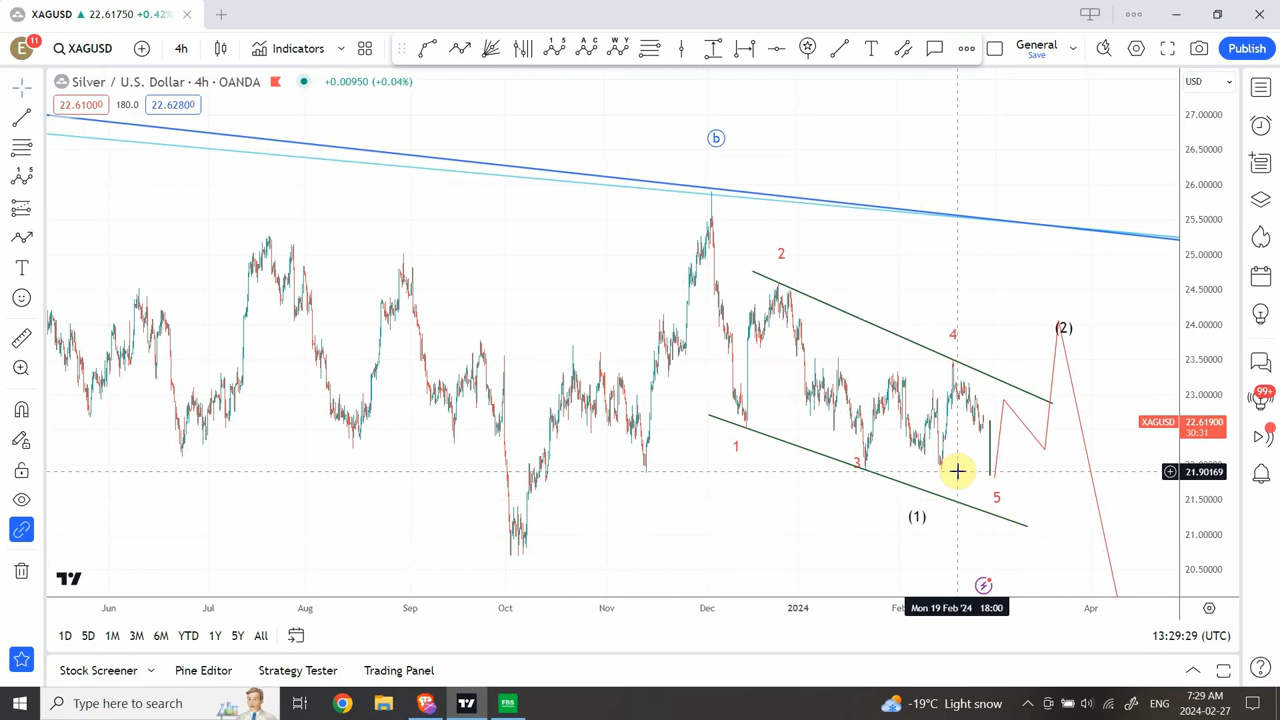 XAGUSD ▲ 22.61750 +0.42%
E 11 XAGUSD 4h Indicators General Save Publish
Silver / U.S. Dollar · 4h · OANDA +0.00950 (+0.04%)
USD
22.61000 180.0 22.62800
27.00000
26.50000
26.00000
25.50000
25.00000
24.50000
24.00000
23.50000
23.00000
XAGUSD 22.61900
30:31
21.90169
21.50000
21.00000
20.50000
b
2
4
(2)
1
3
5
(1)
99+
Jun Jul Aug Sep Oct Nov Dec 2024 Mon 19 Feb '24 18:00 Apr
1D 5D 1M 3M 6M YTD 1Y 5Y All 13:29:29 (UTC)
Stock Screener Pine Editor Strategy Tester Trading Panel
Type here to search FBS -19°C Light snow ENG 7:29 AM
2024-02-27